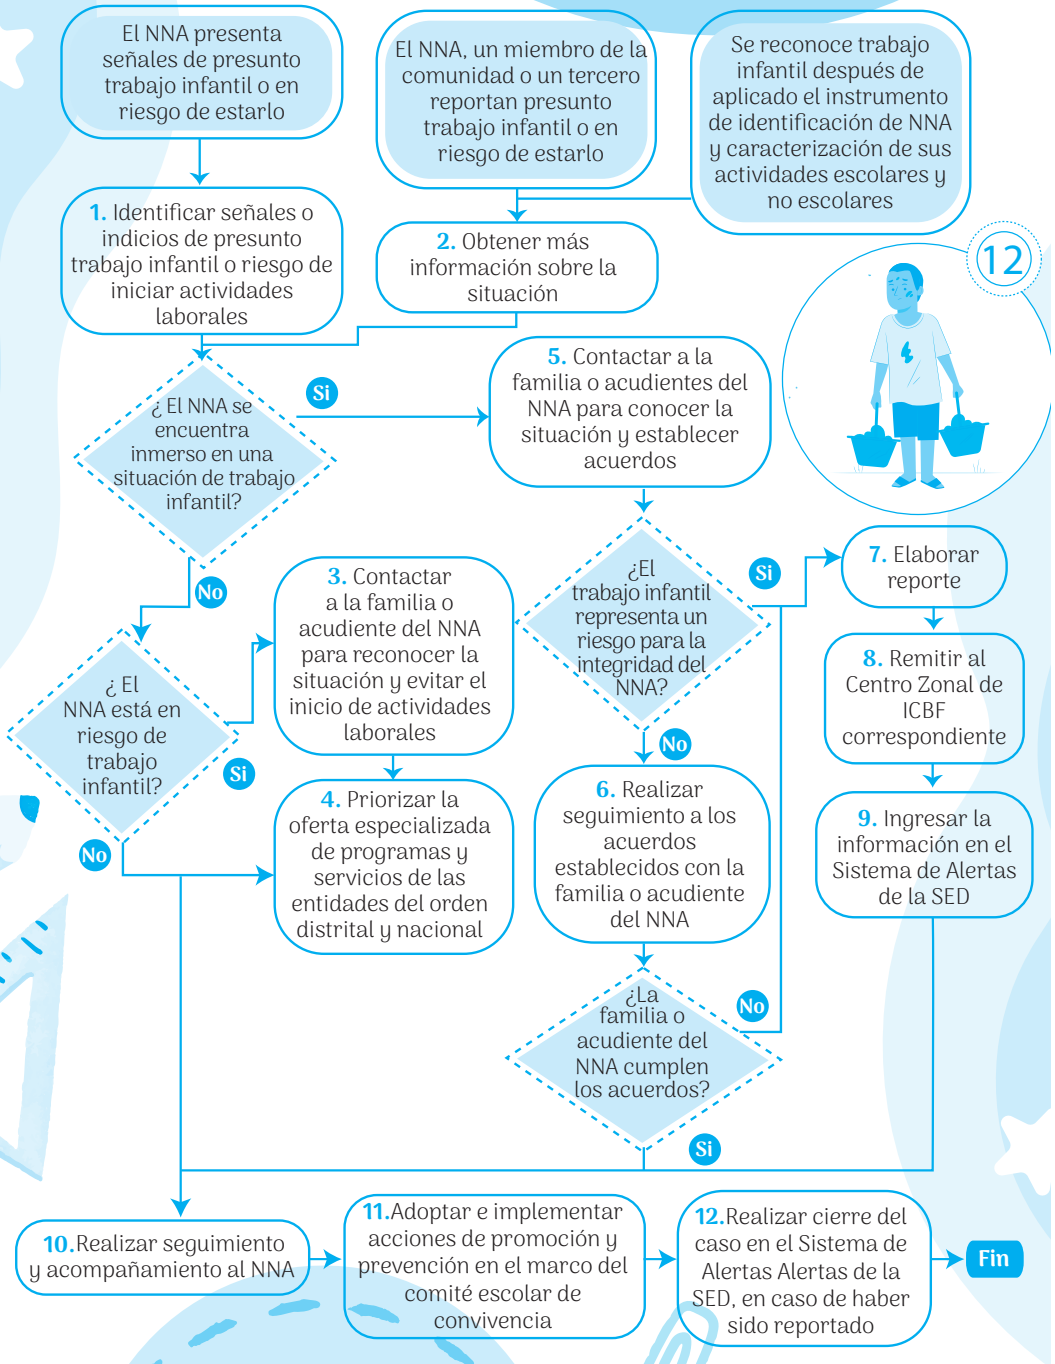 El NNA presenta
señales de presunto
trabajo infantil o en
riesgo de estarlo
El NNA, un miembro de la
comunidad o un tercero
reportan presunto
trabajo infantil o en
riesgo de estarlo
Se reconoce trabajo
infantil después de
aplicado el instrumento
de identificación de NNA
y caracterización de sus
actividades escolares y
no escolares
1. Identificar señales o
indicios de presunto
trabajo infantil o riesgo de
iniciar actividades
laborales
2. Obtener más
información sobre la
situación
12
¿ El NNA se
encuentra
inmerso en una
situación de trabajo
infantil?
Si
5. Contactar a la
familia o acudientes del
NNA para conocer la
situación y establecer
acuerdos
No
3. Contactar
a la familia o
acudiente del NNA
para reconocer la
situación y evitar el
inicio de actividades
laborales
¿El
trabajo infantil
representa un
riesgo para la
integridad del
NNA?
Si
7. Elaborar
reporte
8. Remitir al
Centro Zonal de
ICBF
correspondiente
¿ El
NNA está en
riesgo de
trabajo
infantil?
Si
No
4. Priorizar la
oferta especializada
de programas y
servicios de las
entidades del orden
distrital y nacional
No
6. Realizar
seguimiento a los
acuerdos
establecidos con la
familia o acudiente
del NNA
9. Ingresar la
información en el
Sistema de Alertas
de la SED
¿La
familia o
acudiente del
NNA cumplen
los acuerdos?
No
Si
10.Realizar seguimiento
y acompañamiento al NNA
11.Adoptar e implementar
acciones de promoción y
prevención en el marco del
comité escolar de
convivencia
12.Realizar cierre del
caso en el Sistema de
Alertas Alertas de la
SED, en caso de haber
sido reportado
Fin